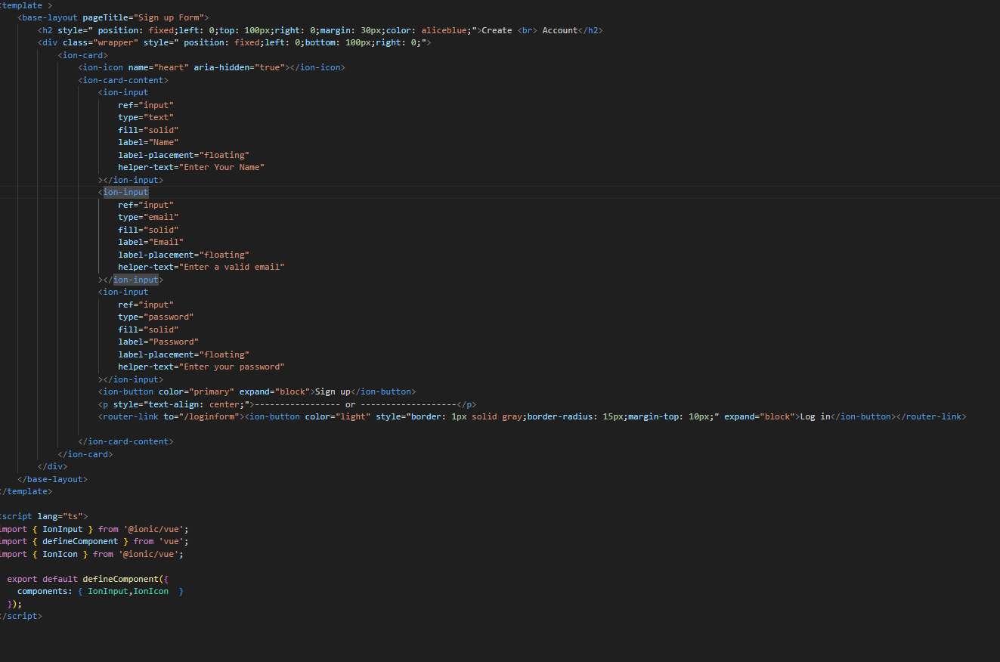 template >
<base-layout pageTitle="Sign up Form">
<h2 style=" position: fixed;left: 0;top: 100px;right: 0;margin: 30px;color: aliceblue;">Create <br> Account</h2>
<div class="wrapper" style=" position: fixed;left: 0;bottom: 100px;right: 0;">
<ion-card>
<ion-icon name="heart" aria-hidden="true"></ion-icon>
<ion-card-content>
<ion-input
ref="input"
type="text"
fill="solid"
label="Name"
label-placement="floating"
helper-text="Enter Your Name"
></ion-input>
<ion-input
ref="input"
type="email"
fill="solid"
label="Email"
label-placement="floating"
helper-text="Enter a valid email"
></ion-input>
<ion-input
ref="input"
type="password"
fill="solid"
label="Password"
label-placement="floating"
helper-text="Enter your password"
></ion-input>
<ion-button color="primary" expand="block">Sign up</ion-button>
<p style="text-align: center;">----------------- or -------------------</p>
<router-link to="/loginform"><ion-button color="light" style="border: 1px solid gray;border-radius: 15px;margin-top: 10px;" expand="block">Log in</ion-button></router-link>
</ion-card-content>
</ion-card>
</div>
</base-layout>
</template>
<script lang="ts">
import { IonInput } from '@ionic/vue';
import { defineComponent } from 'vue';
import { IonIcon } from '@ionic/vue';
export default defineComponent({
components: { IonInput,IonIcon  }
});
</script>